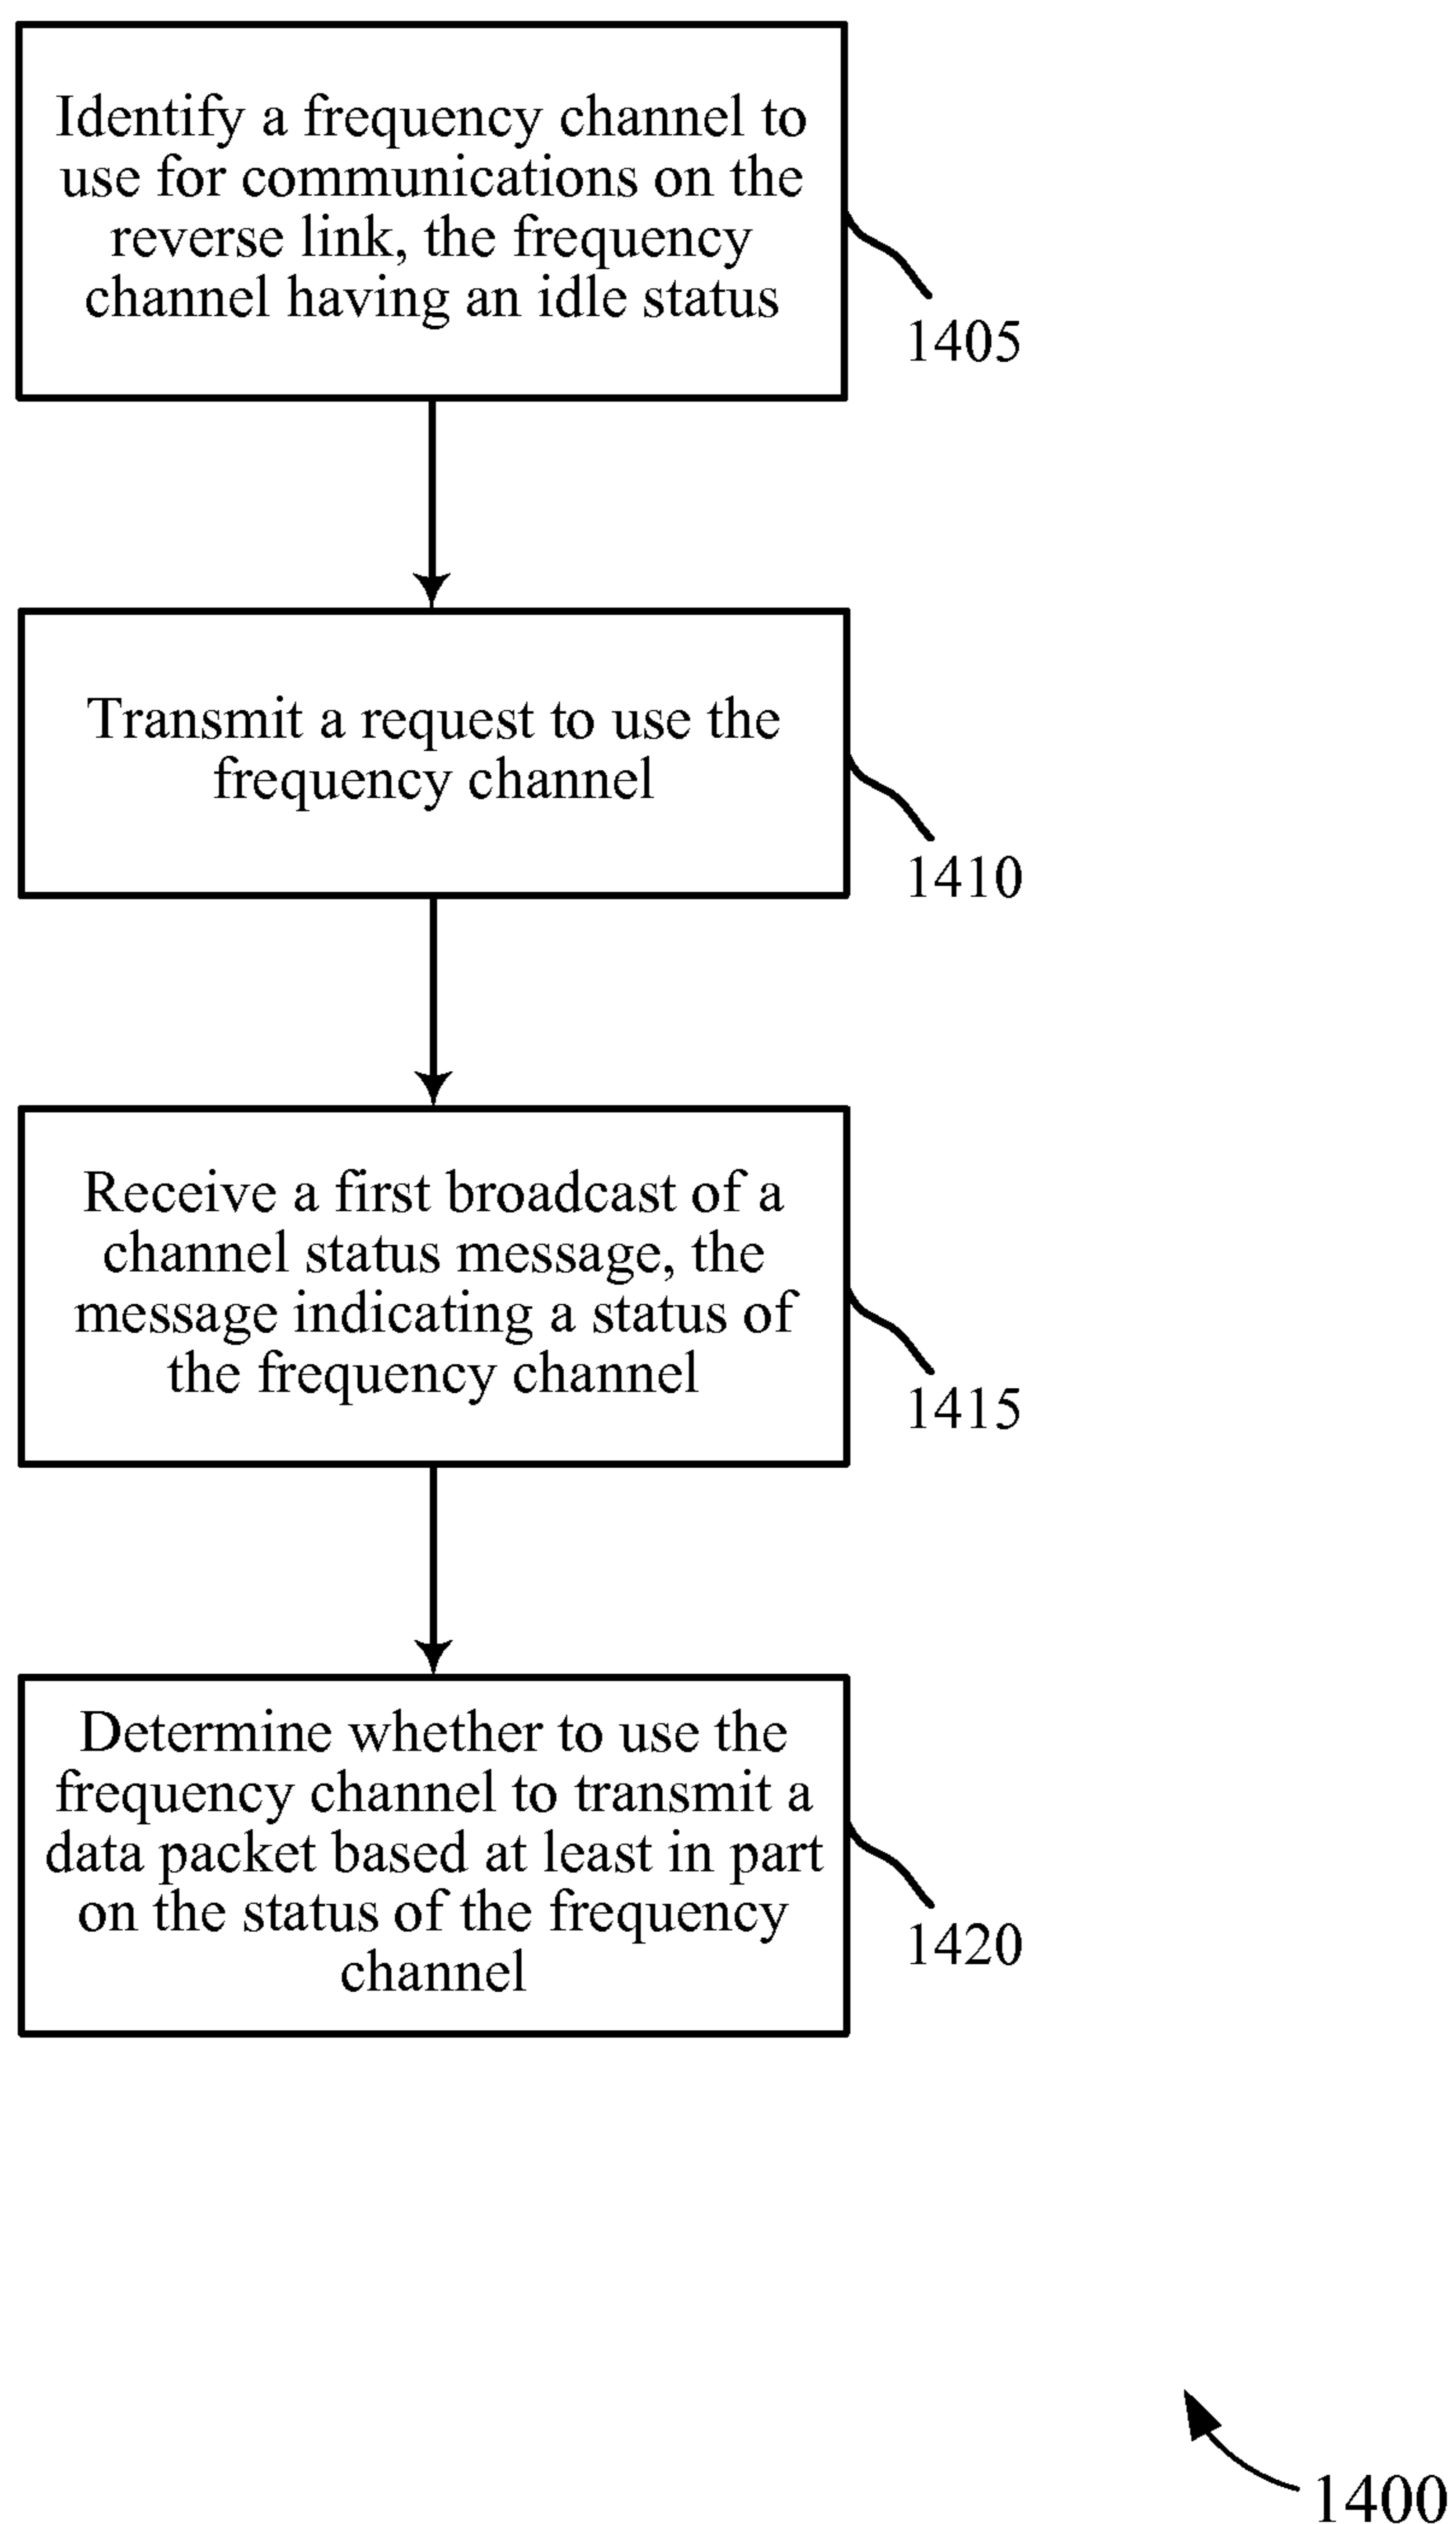 Identify a frequency channel to
use for communications on the
reverse link, the frequency
channel having an idle status
1405
Transmit a request to use the
frequency channel
1410
Receive a first broadcast of a
channel status message, the
message indicating a status of
the frequency channel
1415
Determine whether to use the
frequency channel to transmit a
data packet based at least in part
on the status of the frequency
channel
1420
1400